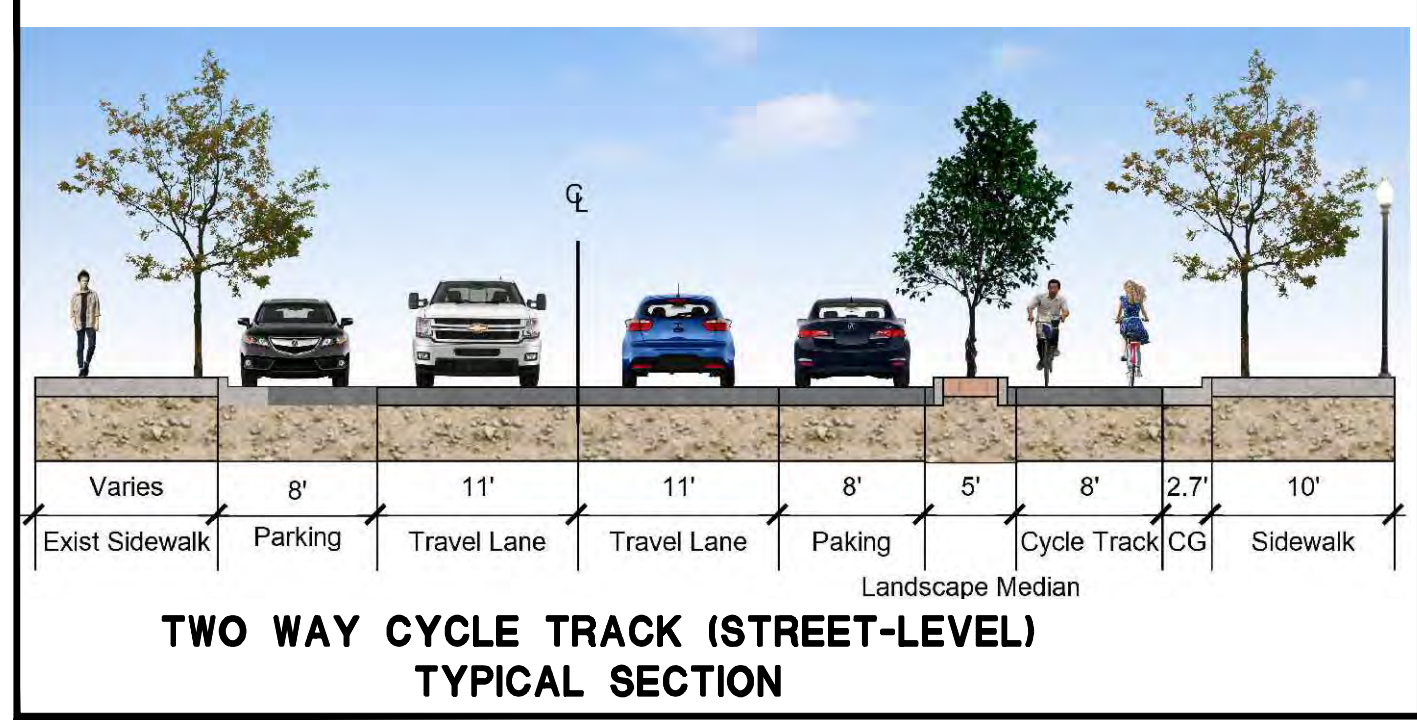 ℄
Varies 8' 11' 11' 8' 5' 8' 2.7' 10'
Exist Sidewalk Parking Travel Lane Travel Lane Paking Cycle Track CG Sidewalk
Landscape Median
TWO WAY CYCLE TRACK (STREET-LEVEL)
TYPICAL SECTION